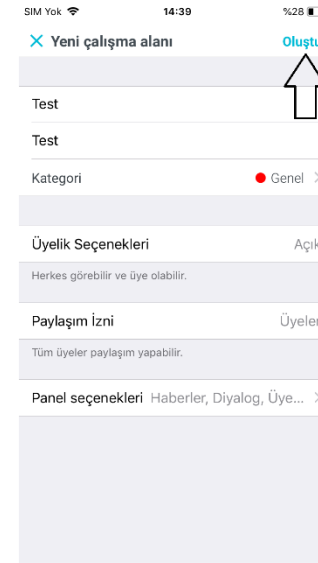 SIM Yok 14:39 %28
Yeni çalışma alanı Oluştu
Test
Test
Kategori Genel
Üyelik Seçenekleri Açık
Herkes görebilir ve üye olabilir.
Paylaşım İzni Üyeler
Tüm üyeler paylaşım yapabilir.
Panel seçenekleri Haberler, Diyalog, Üye...